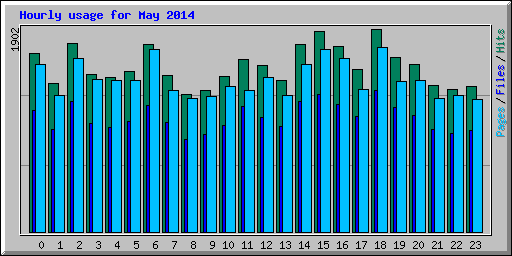 Hourly usage for May 2014
1902
Pages/Files/Hits
0 1 2 3 4 5 6 7 8 9 10 11 12 13 14 15 16 17 18 19 20 21 22 23